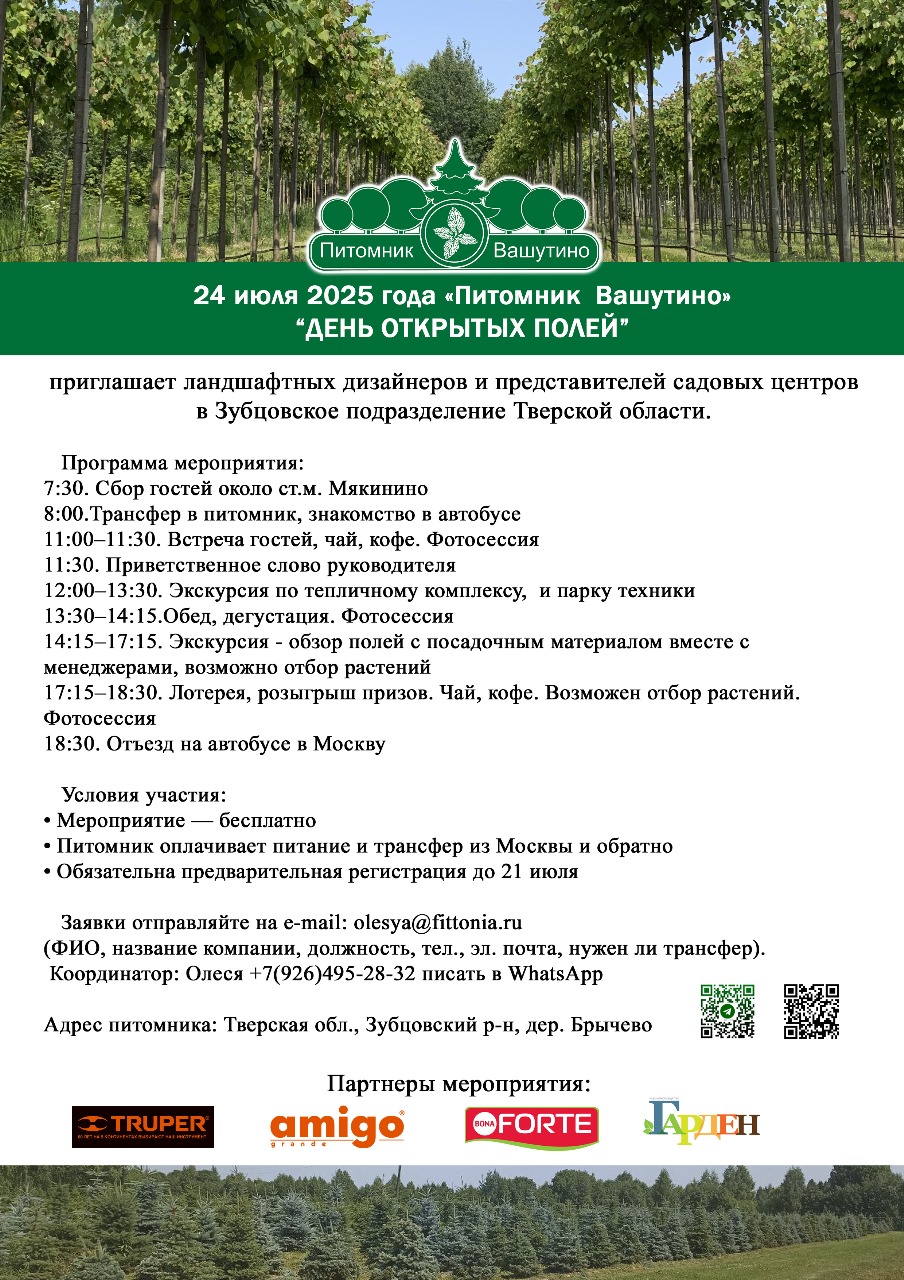 Питомник Вашутино
24 июля 2025 года «Питомник Вашутино»
“ДЕНЬ ОТКРЫТЫХ ПОЛЕЙ”
приглашает ландшафтных дизайнеров и представителей садовых центров
в Зубцовское подразделение Тверской области.
Программа мероприятия:
7:30. Сбор гостей около ст.м. Мякинино
8:00.Трансфер в питомник, знакомство в автобусе
11:00–11:30. Встреча гостей, чай, кофе. Фотосессия
11:30. Приветственное слово руководителя
12:00–13:30. Экскурсия по тепличному комплексу, и парку техники
13:30–14:15.Обед, дегустация. Фотосессия
14:15–17:15. Экскурсия - обзор полей с посадочным материалом вместе с
менеджерами, возможно отбор растений
17:15–18:30. Лотерея, розыгрыш призов. Чай, кофе. Возможен отбор растений.
Фотосессия
18:30. Отъезд на автобусе в Москву
Условия участия:
• Мероприятие — бесплатно
• Питомник оплачивает питание и трансфер из Москвы и обратно
• Обязательна предварительная регистрация до 21 июля
Заявки отправляйте на e-mail: olesya@fittonia.ru
(ФИО, название компании, должность, тел., эл. почта, нужен ли трансфер).
Координатор: Олеся +7(926)495-28-32 писать в WhatsApp
Адрес питомника: Тверская обл., Зубцовский р-н, дер. Брычево
Партнеры мероприятия:
TRUPER®
60 ЛЕТ НА 5 КОНТИНЕНТАХ ВЫБИРАЮТ НАШ ИНСТРУМЕНТ
amigo®
grande
BONA FORTE
ГАРДЕН